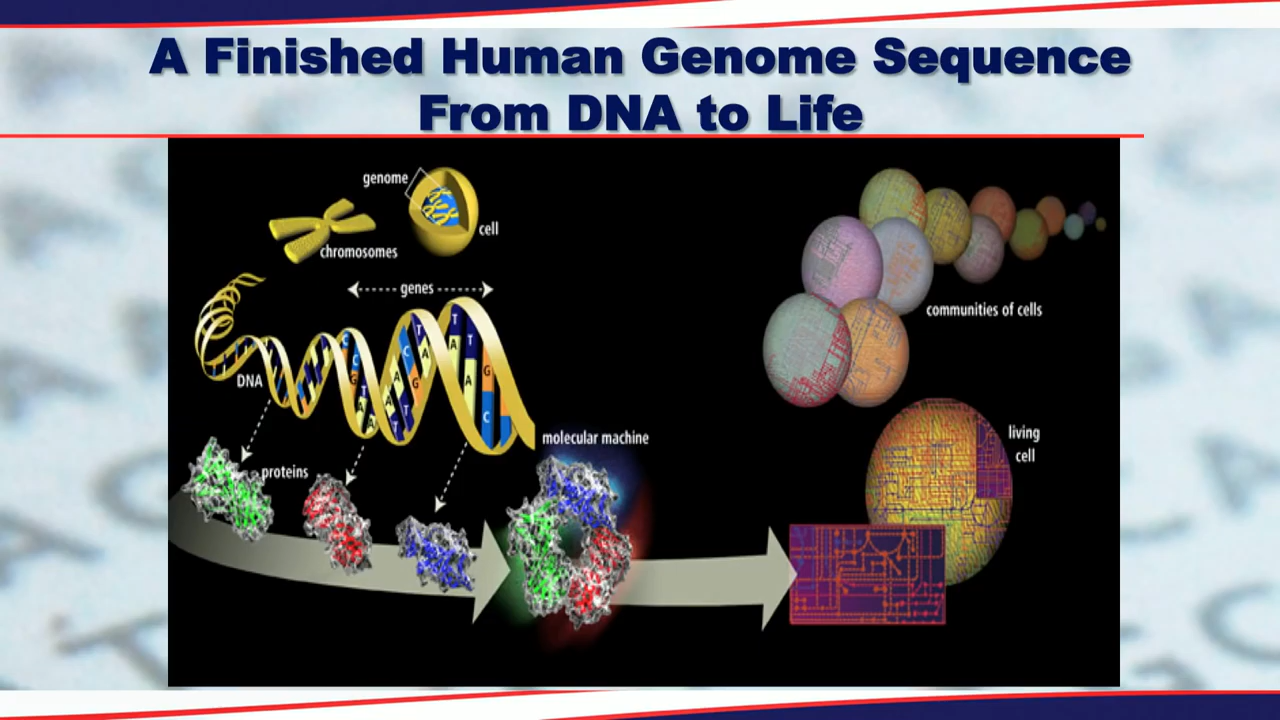 A Finished Human Genome Sequence
From DNA to Life
genome
cell
chromosomes
genes
T
T
A
T
T
A
C
C
G
T
A
A
A
A
T
C
G
A
G
C
DNA
proteins
molecular machine
communities of cells
living
cell